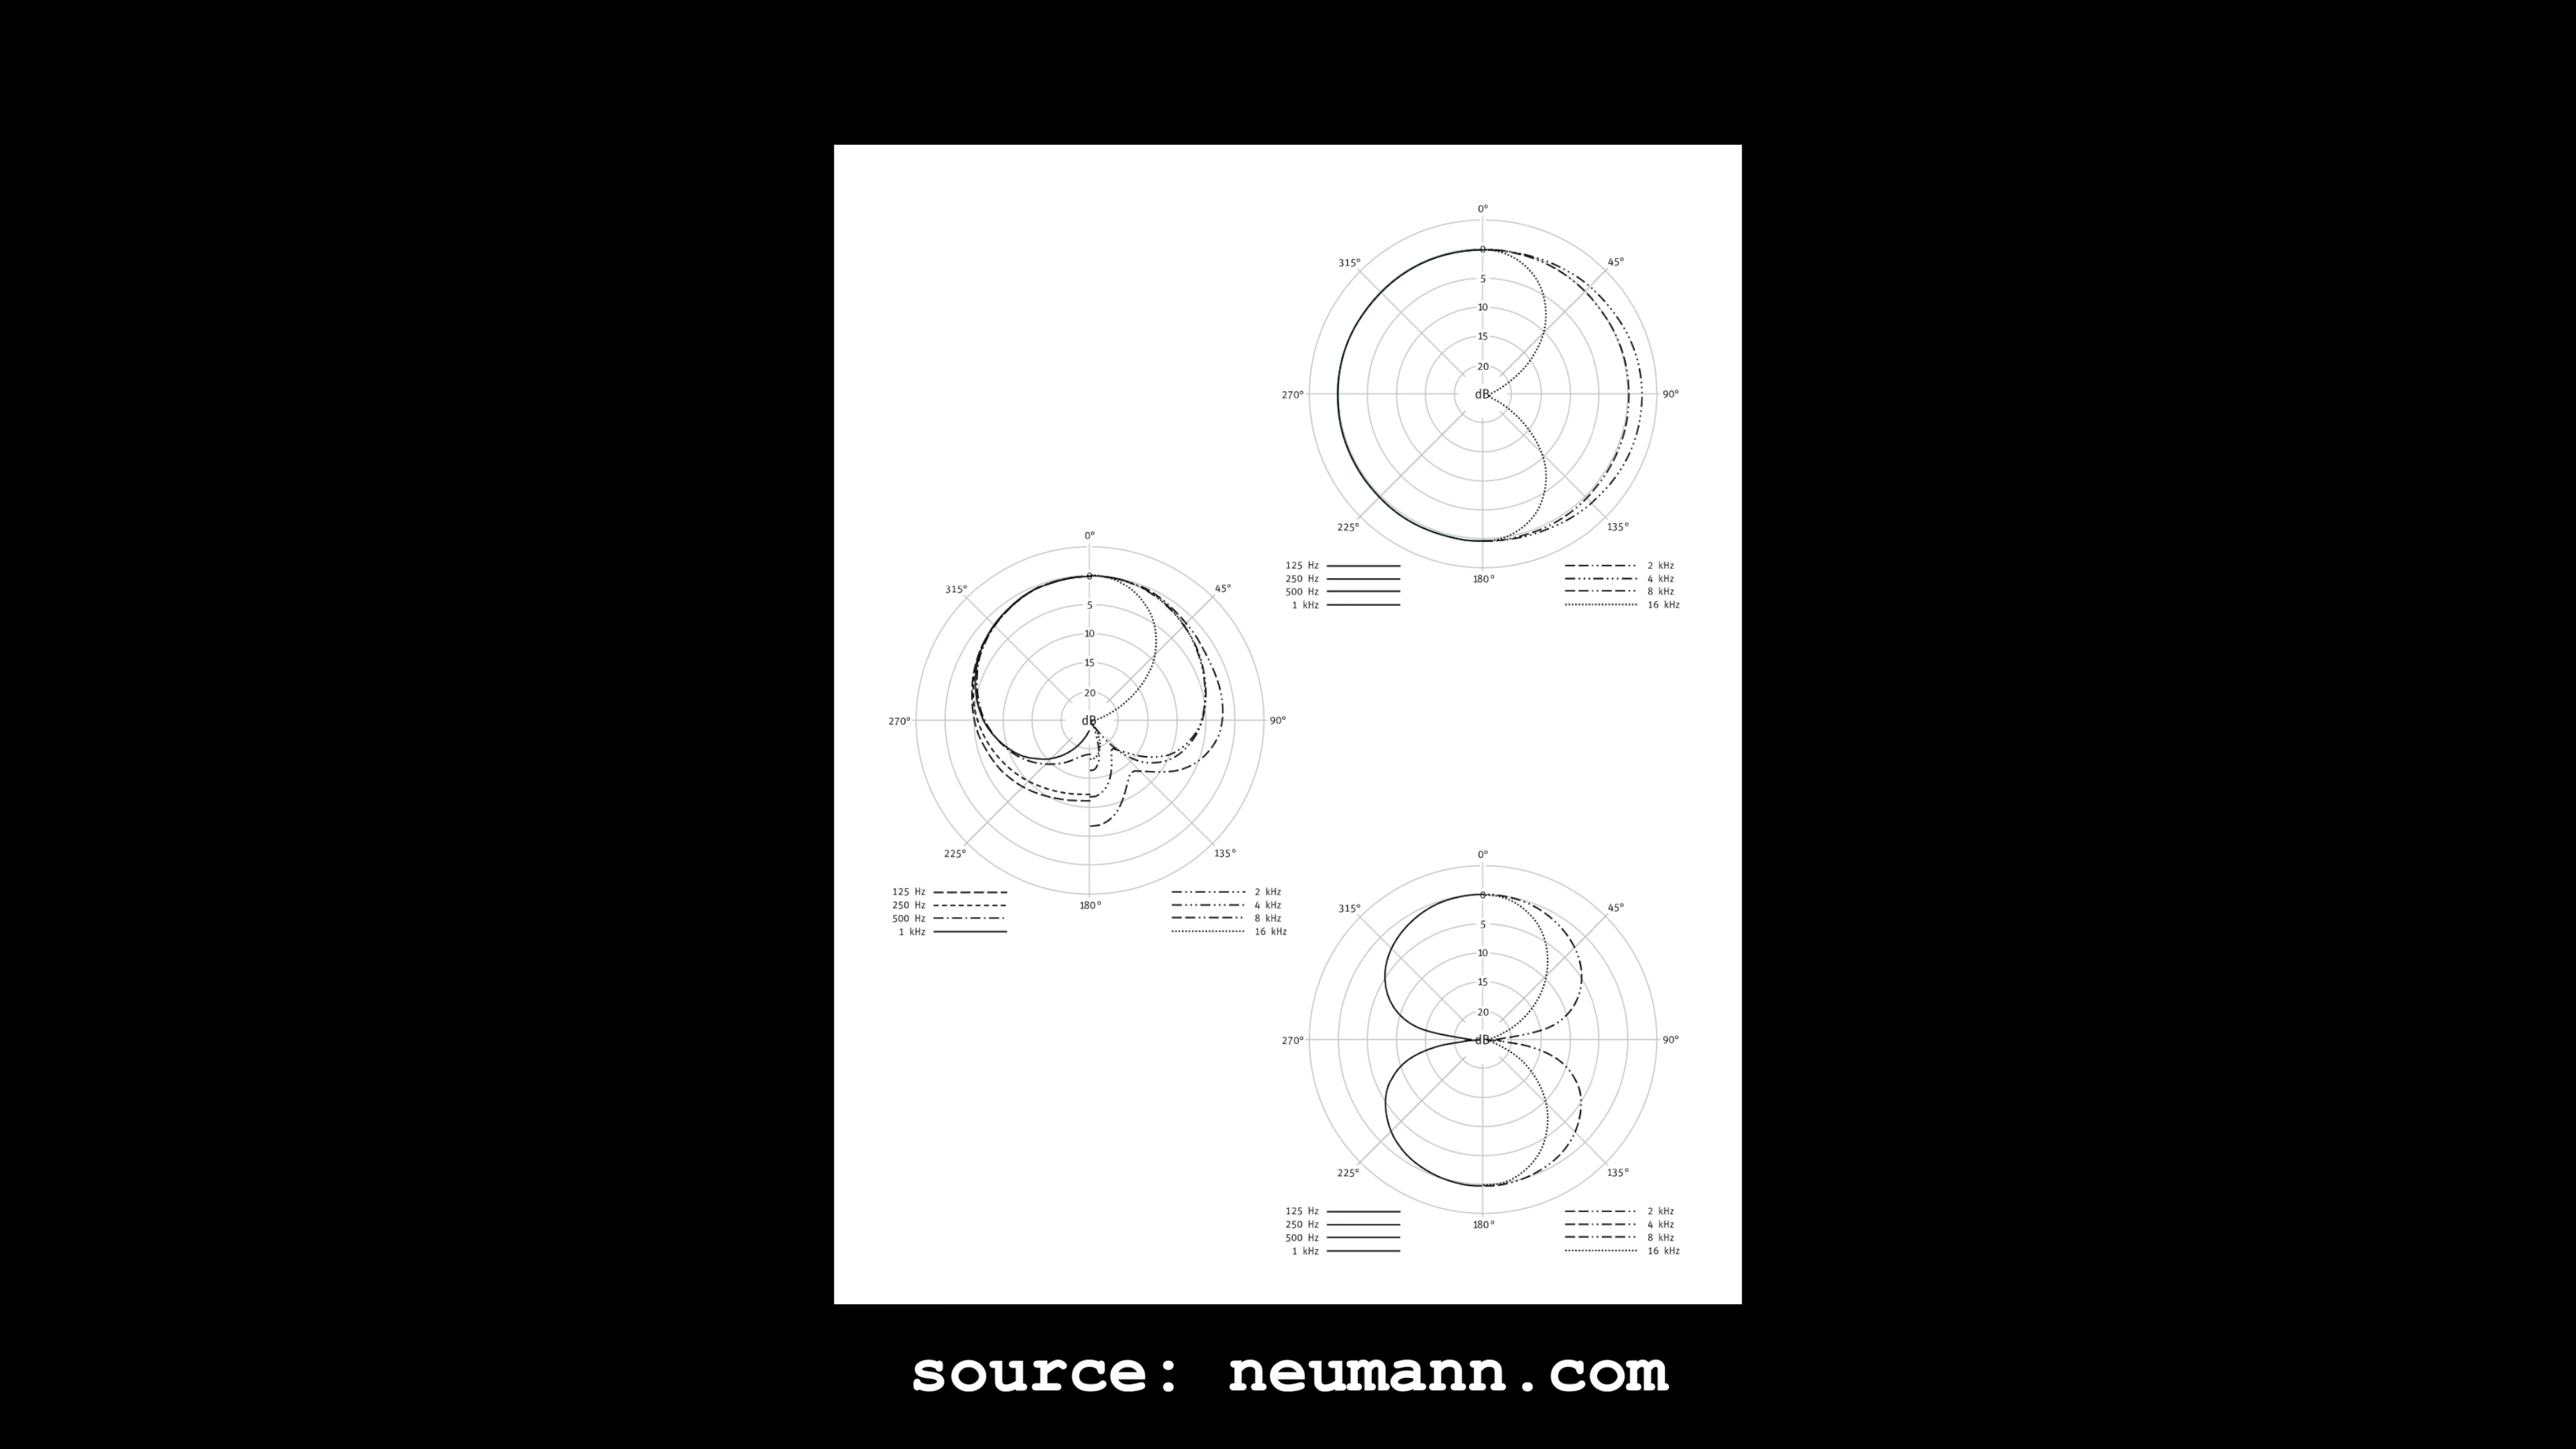 0°
315° 45°
0
5
10
15
20
270° dB 90°
225° 135°
180°
125 Hz 2 kHz
250 Hz 4 kHz
500 Hz 8 kHz
1 kHz 16 kHz
0°
315° 45°
0
5
10
15
20
270° dB 90°
225° 135°
180°
125 Hz 2 kHz
250 Hz 4 kHz
500 Hz 8 kHz
1 kHz 16 kHz
0°
315° 45°
0
5
10
15
20
270° dB 90°
225° 135°
180°
125 Hz 2 kHz
250 Hz 4 kHz
500 Hz 8 kHz
1 kHz 16 kHz
source: neumann.com